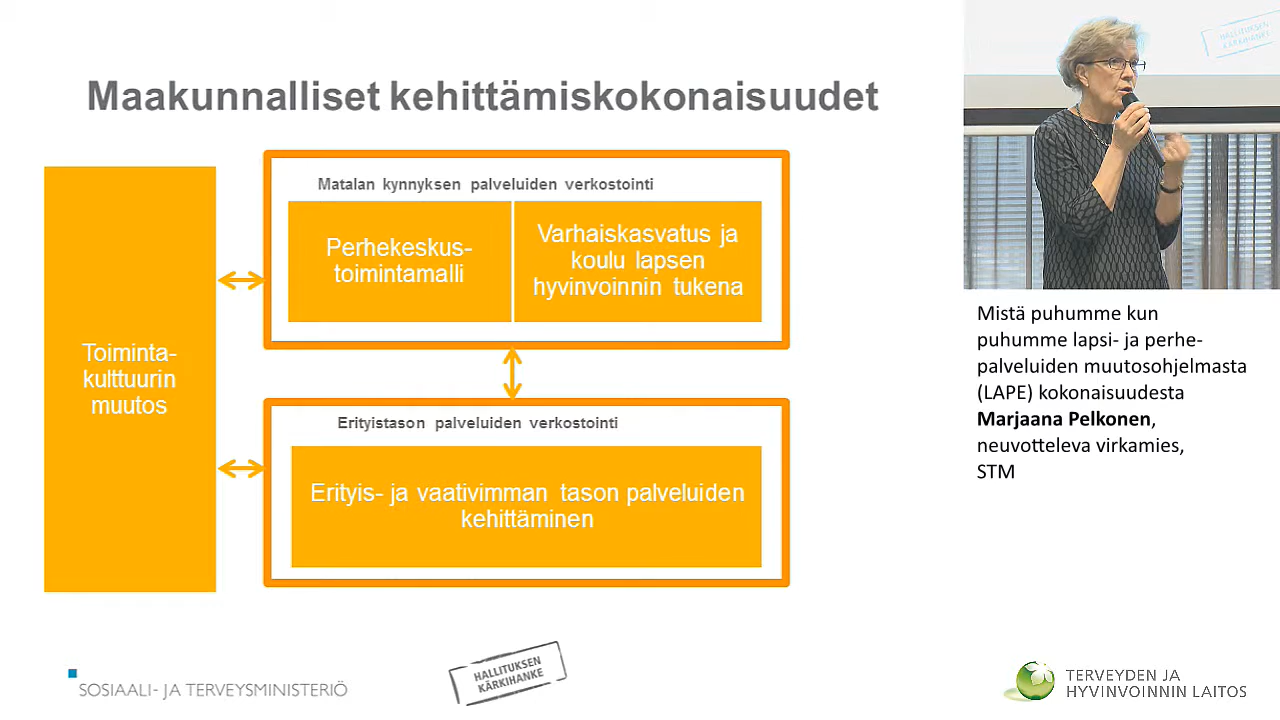 Maakunnalliset kehittämiskokonaisuudet
Toiminta-
kulttuurin
muutos
Matalan kynnyksen palveluiden verkostointi
Perhekeskus-
toimintamalli
Varhaiskasvatus ja
koulu lapsen
hyvinvoinnin tukena
Erityistason palveluiden verkostointi
Erityis- ja vaativimman tason palveluiden
kehittäminen
SOSIAALI- JA TERVEYSMINISTERIÖ
HALLITUKSEN
KÄRKIHANKE
HALLITUKSEN
KÄRKIHANKE
Mistä puhumme kun
puhumme lapsi- ja perhe-
palveluiden muutosohjelmasta
(LAPE) kokonaisuudesta
Marjaana Pelkonen,
neuvotteleva virkamies,
STM
TERVEYDEN JA
HYVINVOINNIN LAITOS